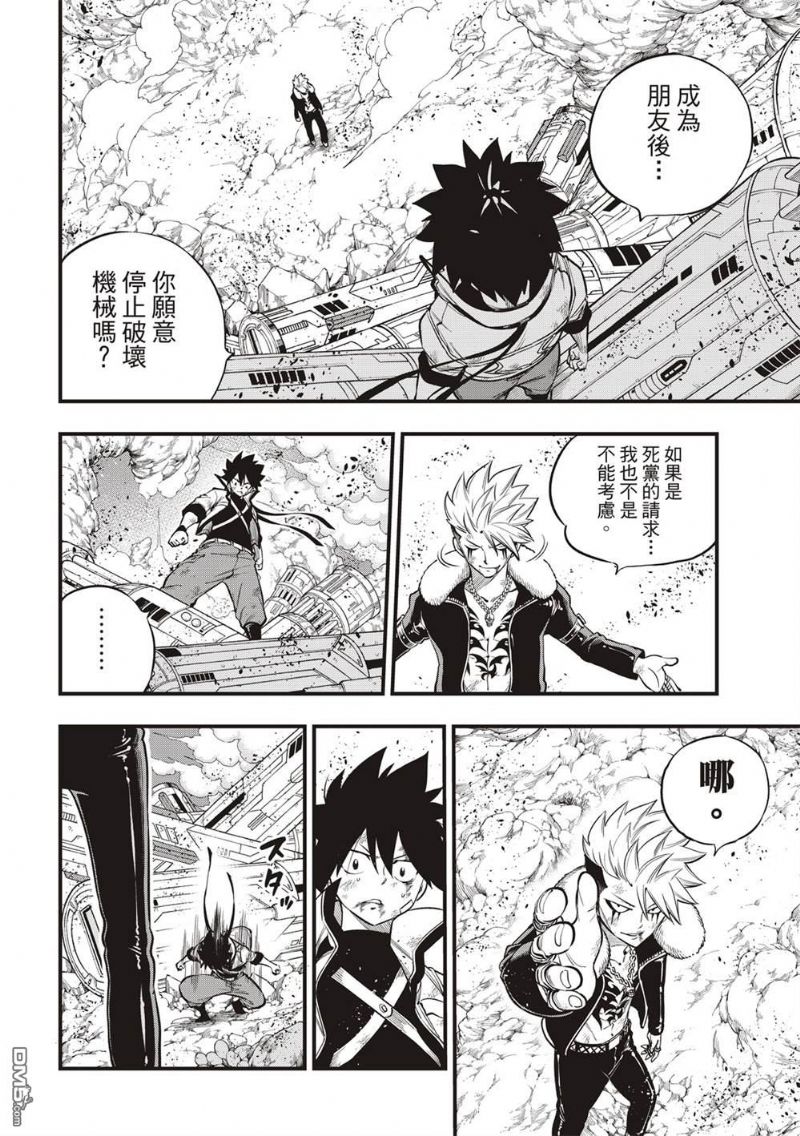 成為
朋友後…
你願意
停止破壞
機械嗎？
如果是
死黨的請求…
我也不是
不能考慮。
………
哪。
スタッ
DM5